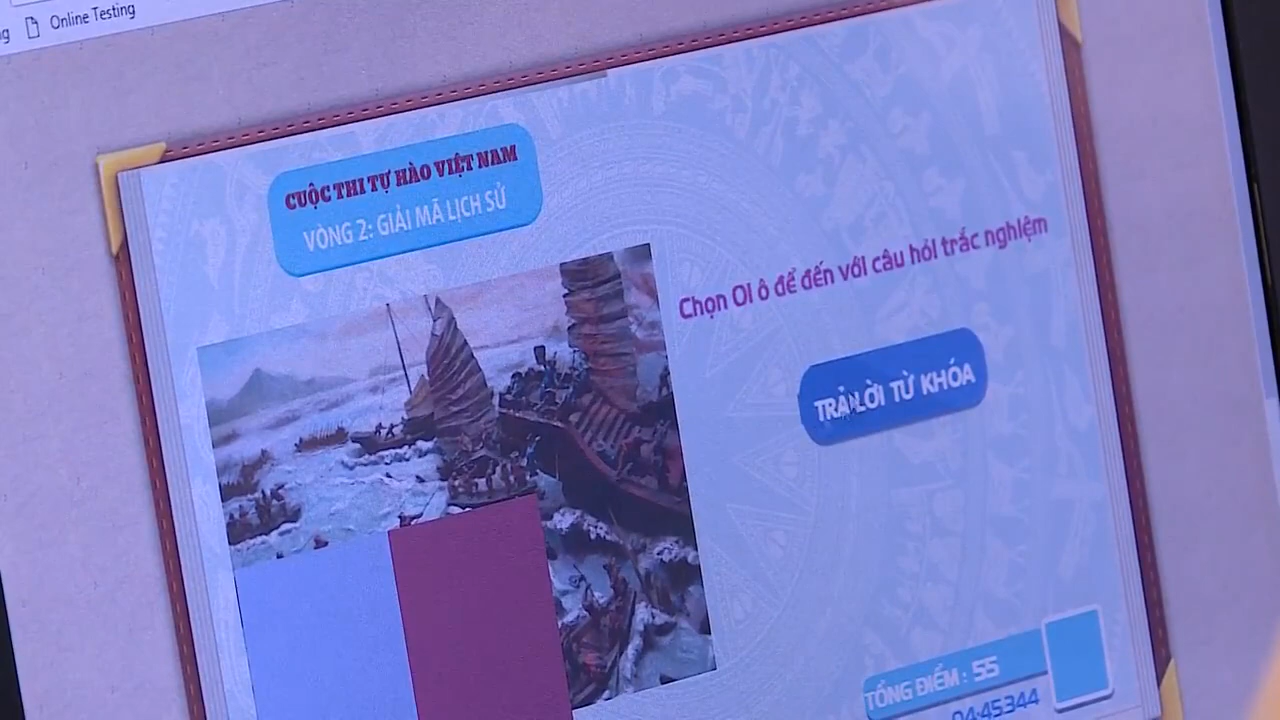 Online Testing
CUỘC THI TỰ HÀO VIỆT NAM
VÒNG 2: GIẢI MÃ LỊCH SỬ
Chọn 01 ô để đến với câu hỏi trắc nghiệm
TRẢ LỜI TỪ KHÓA
TỔNG ĐIỂM : 55
04:45344